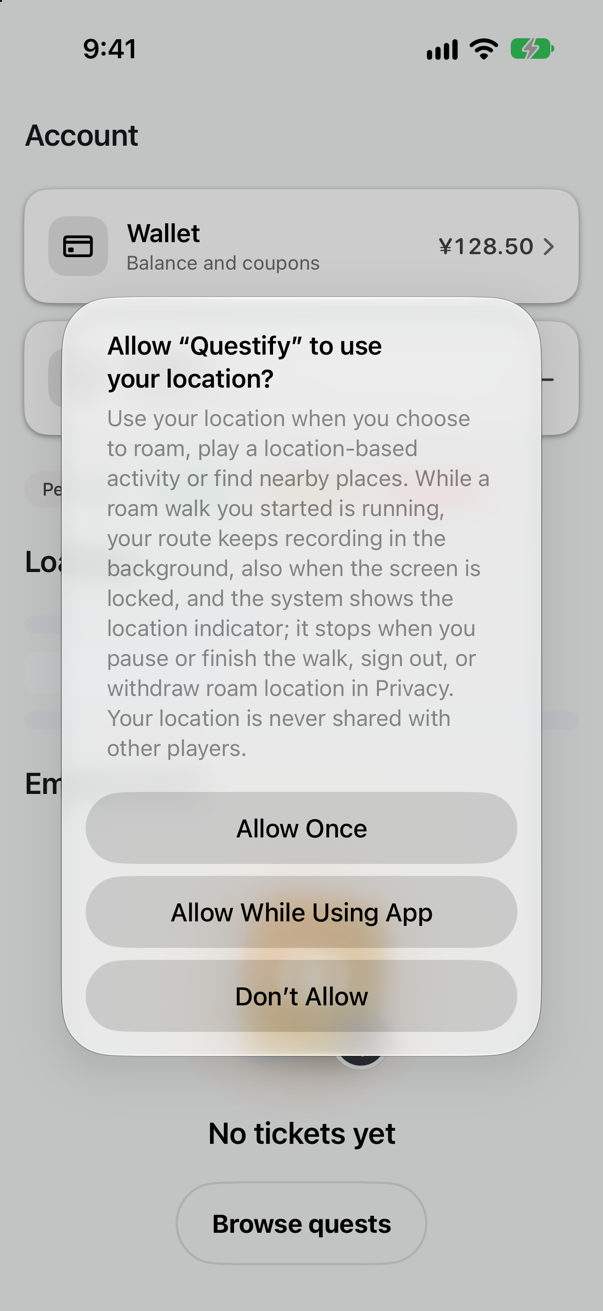 9:41
Account
Wallet
Balance and coupons
¥128.50
Allow “Questify” to use
your location?
Use your location when you choose
to roam, play a location-based
activity or find nearby places. While a
roam walk you started is running,
your route keeps recording in the
background, also when the screen is
locked, and the system shows the
location indicator; it stops when you
pause or finish the walk, sign out, or
withdraw roam location in Privacy.
Your location is never shared with
other players.
Allow Once
Allow While Using App
Don’t Allow
No tickets yet
Browse quests